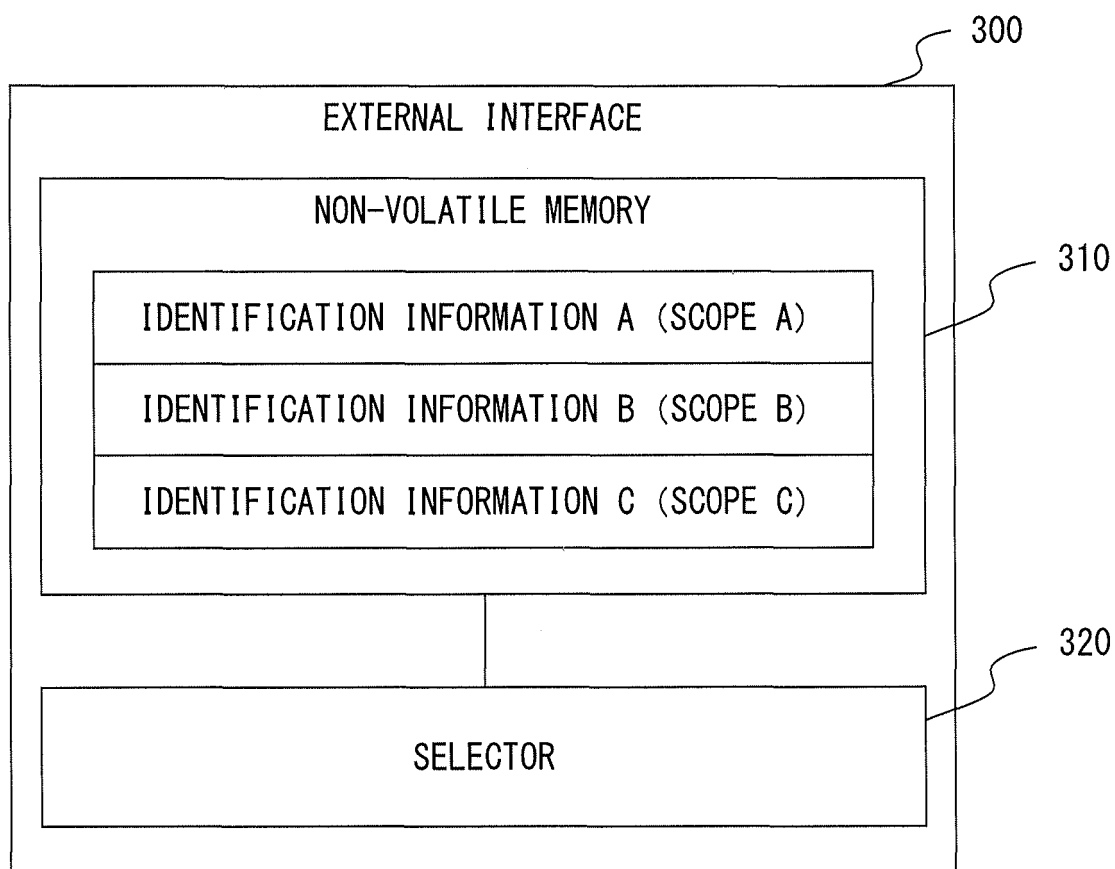 300
EXTERNAL INTERFACE
NON-VOLATILE MEMORY
310
IDENTIFICATION INFORMATION A (SCOPE A)
IDENTIFICATION INFORMATION B (SCOPE B)
IDENTIFICATION INFORMATION C (SCOPE C)
320
SELECTOR